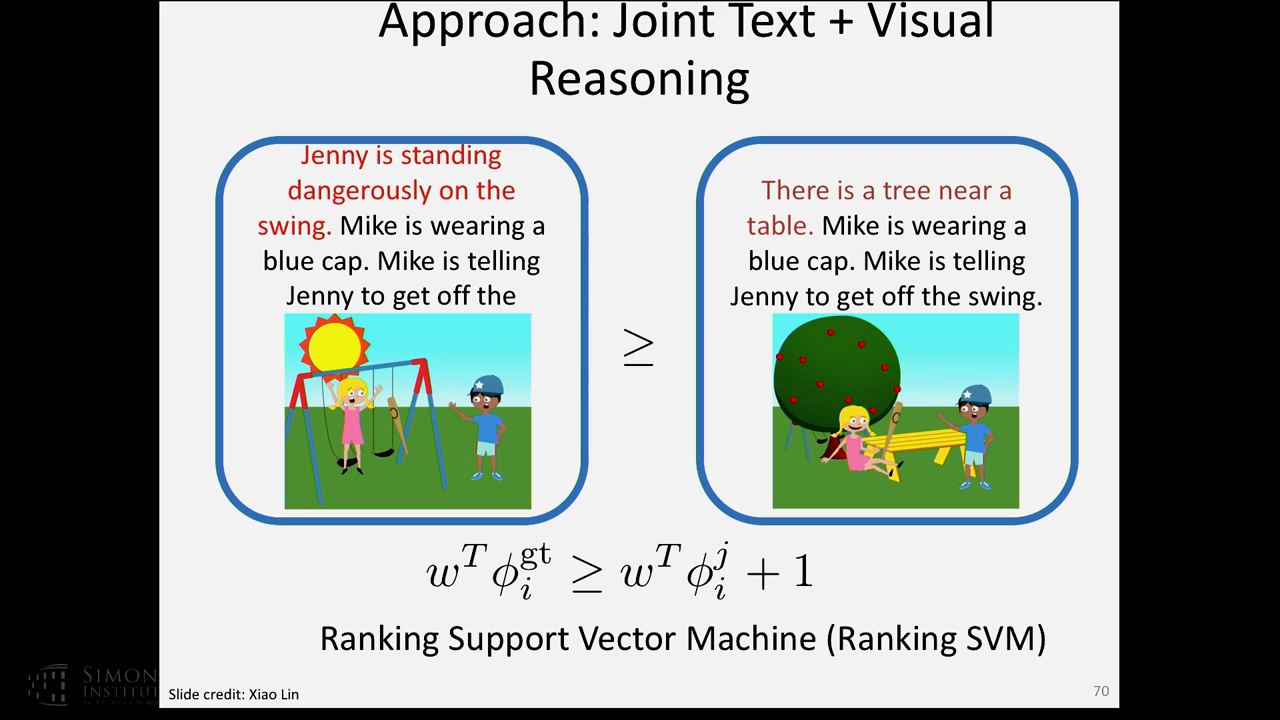 Approach: Joint Text + Visual
Reasoning
Jenny is standing
dangerously on the
swing. Mike is wearing a
blue cap. Mike is telling
Jenny to get off the
≥
There is a tree near a
table. Mike is wearing a
blue cap. Mike is telling
Jenny to get off the swing.
w^T ϕ_i^gt ≥ w^T ϕ_i^j + 1
Ranking Support Vector Machine (Ranking SVM)
SIMON
INSTITU
Slide credit: Xiao Lin
70